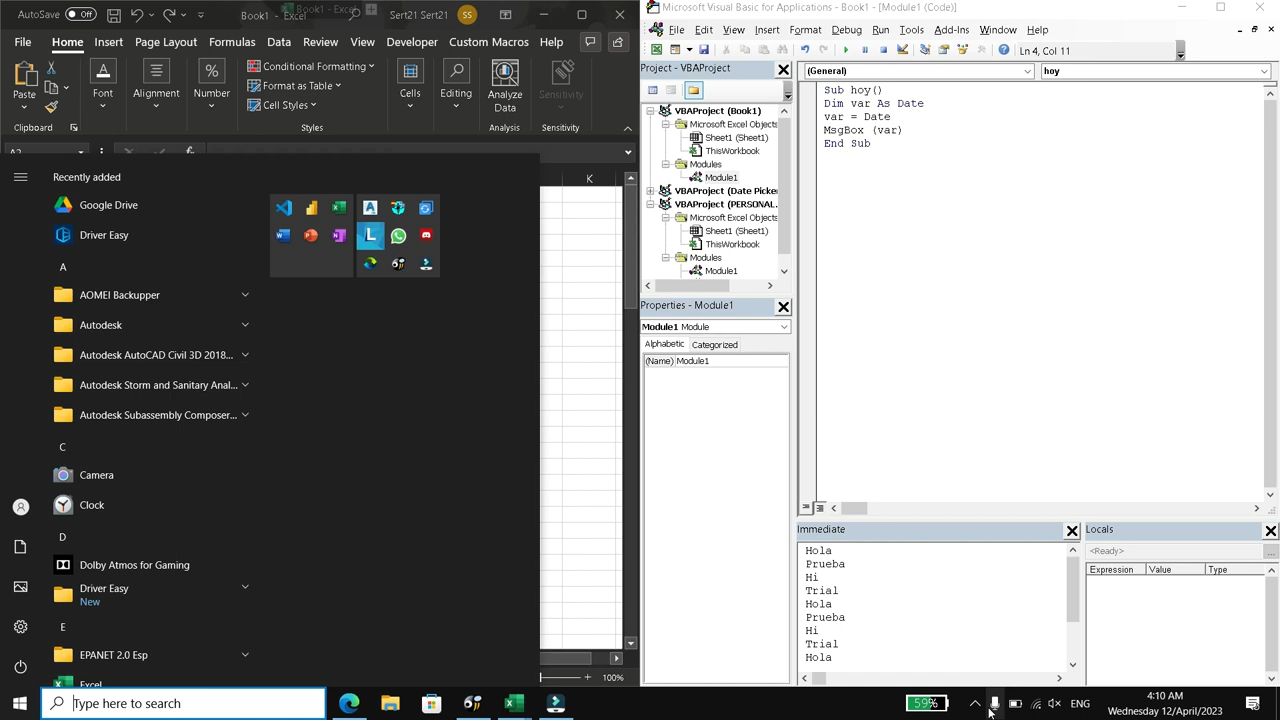 AutoSave Off Book1 - Excel Book1 - Excel Sert21 Sert21 SS
File Home Insert Page Layout Formulas Data Review View Developer Custom Macros Help
Paste Font Alignment Number Conditional Formatting Format as Table Cell Styles Cells Editing Analyze Data Sensitivity
Clipboard Styles Analysis Sensitivity
K
100%
Recently added
Google Drive
Driver Easy
A
AOMEI Backupper
Autodesk
Autodesk AutoCAD Civil 3D 2018...
Autodesk Storm and Sanitary Anal...
Autodesk Subassembly Composer...
C
Camera
Clock
D
Dolby Atmos for Gaming
Driver Easy
New
E
EPANET 2.0 Esp
Excel
Type here to search
Microsoft Visual Basic for Applications - Book1 - [Module1 (Code)]
File Edit View Insert Format Debug Run Tools Add-Ins Window Help
Ln 4, Col 11
Project - VBAProject
VBAProject (Book1)
Microsoft Excel Objects
Sheet1 (Sheet1)
ThisWorkbook
Modules
Module1
VBAProject (Date Picke
VBAProject (PERSONAL.
Microsoft Excel Objects
Sheet1 (Sheet1)
ThisWorkbook
Modules
Module1
Properties - Module1
Module1 Module
Alphabetic Categorized
(Name) Module1
(General) hoy
Sub hoy()
Dim var As Date
var = Date
MsgBox (var)
End Sub
Immediate
Hola
Prueba
Hi
Trial
Hola
Prueba
Hi
Trial
Hola
Locals
<Ready>
Expression Value Type
59%
ENG
4:10 AM
Wednesday 12/April/2023